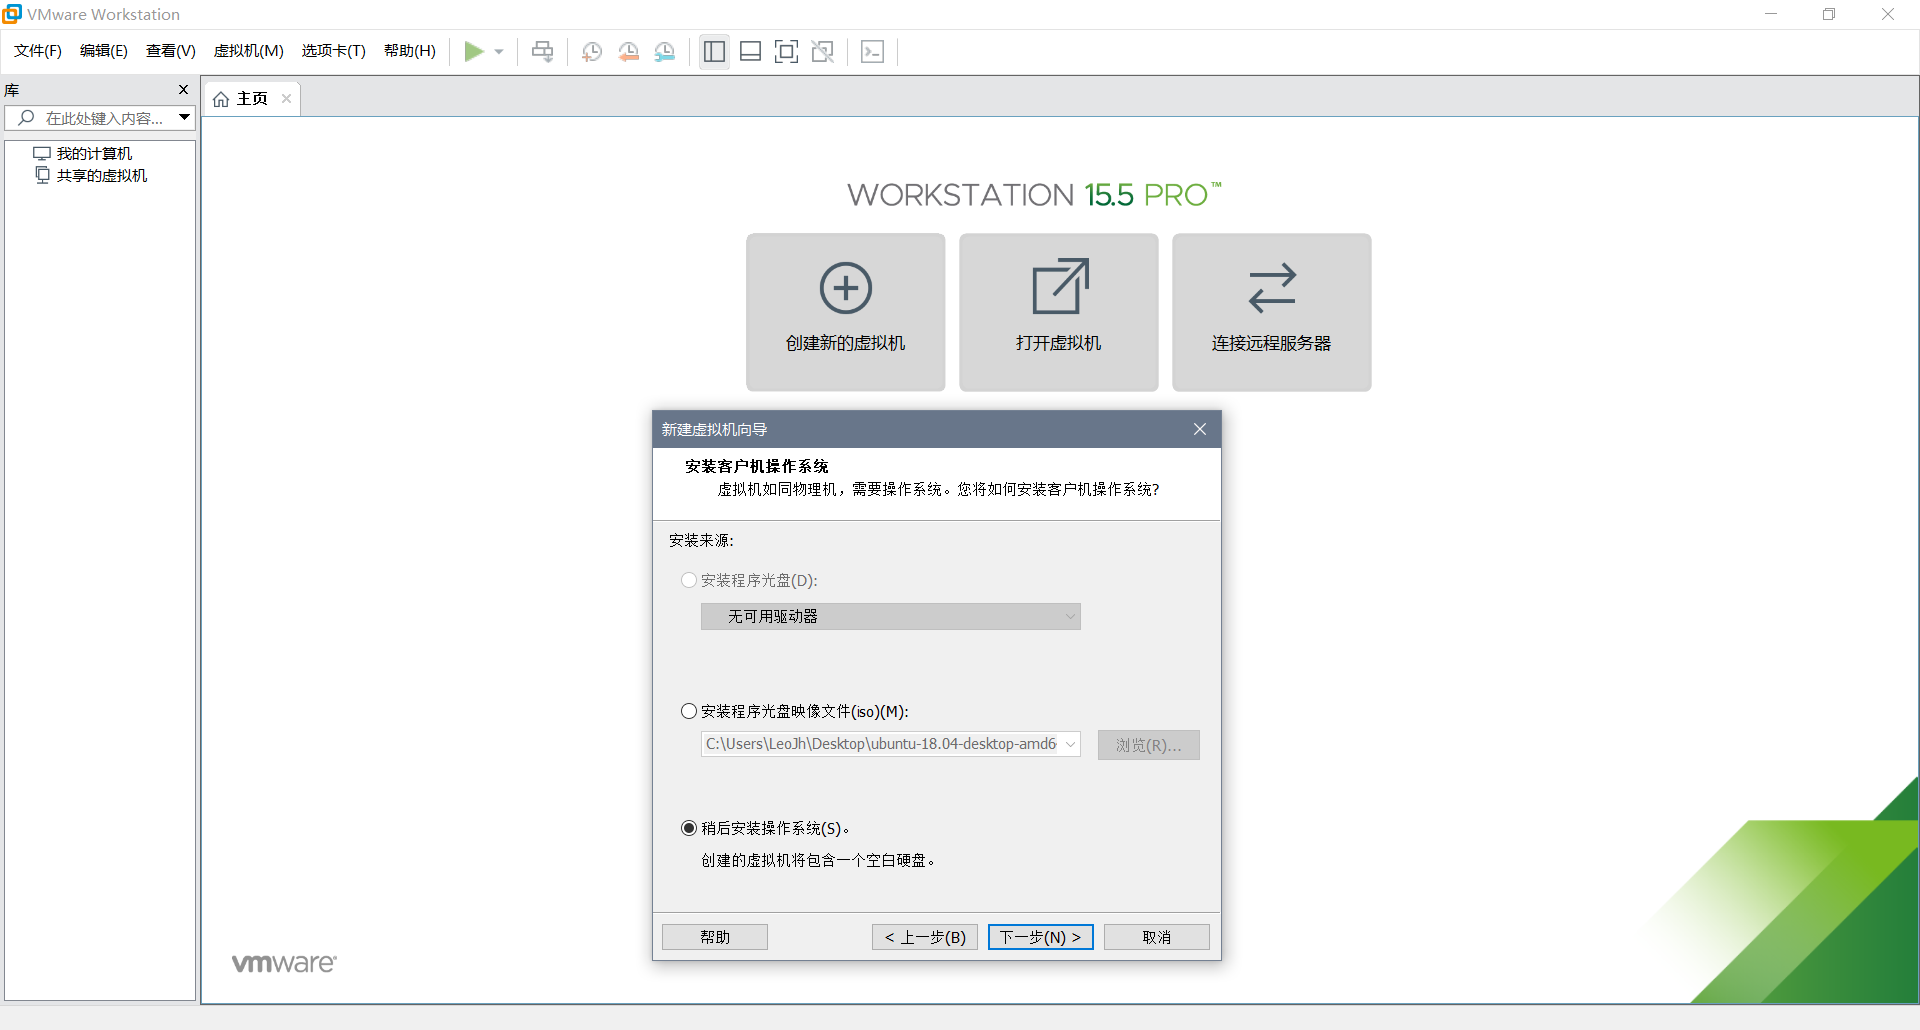 VMware Workstation
文件(F) 编辑(E) 查看(V) 虚拟机(M) 选项卡(T) 帮助(H)
库
在此处键入内容...
我的计算机
共享的虚拟机
主页
WORKSTATION 15.5 PRO™
创建新的虚拟机
打开虚拟机
连接远程服务器
新建虚拟机向导
安装客户机操作系统
虚拟机如同物理机，需要操作系统。您将如何安装客户机操作系统?
安装来源:
安装程序光盘(D):
无可用驱动器
安装程序光盘映像文件(iso)(M):
C:\Users\LeoJh\Desktop\ubuntu-18.04-desktop-amd6
浏览(R)...
稍后安装操作系统(S)。
创建的虚拟机将包含一个空白硬盘。
帮助 < 上一步(B) 下一步(N) > 取消
vmware